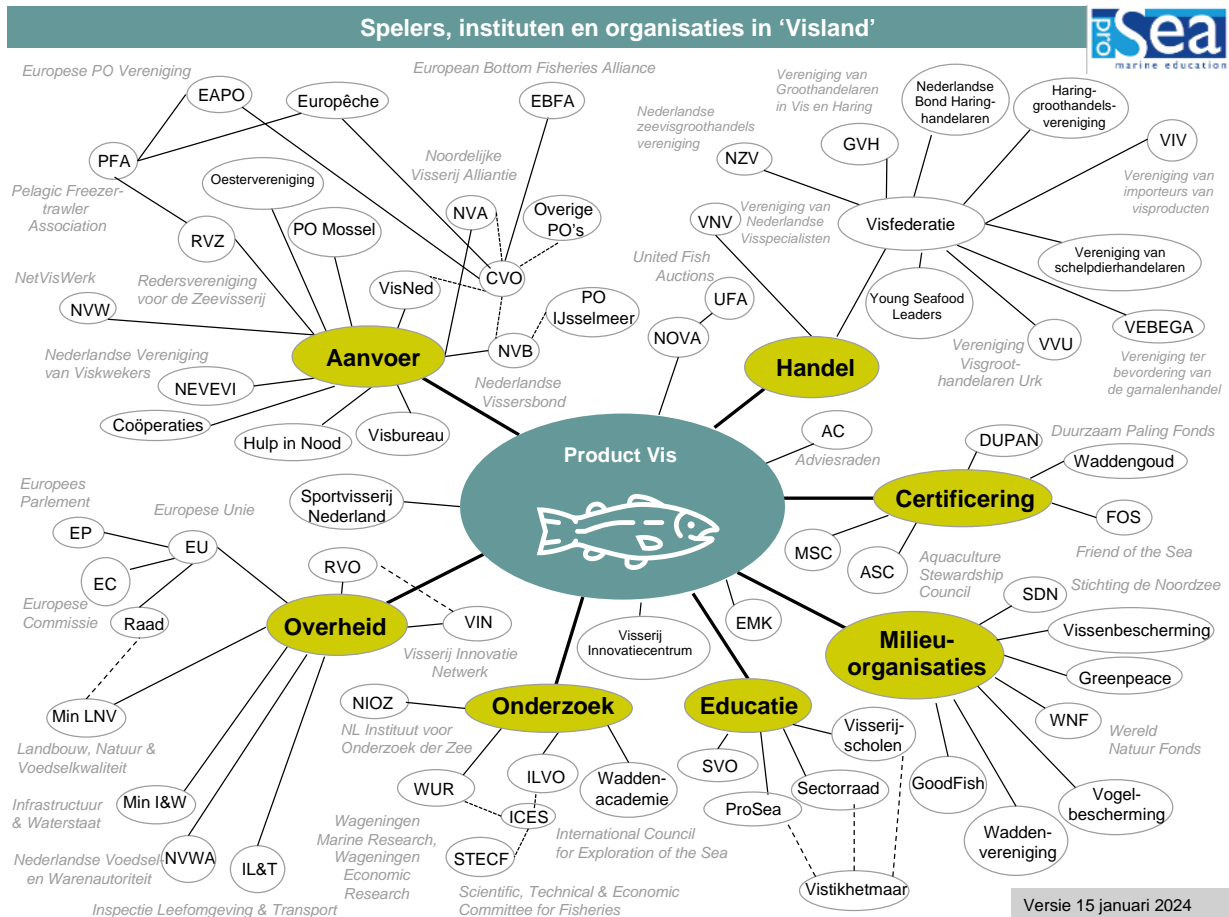 Spelers, instituten en organisaties in ‘Visland’
pro
Sea
marine education
Europese PO Vereniging
EAPO
Europêche
European Bottom Fisheries Alliance
EBFA
PFA
Pelagic Freezer-
trawler
Association
Oestervereniging
RVZ
PO Mossel
Redersvereniging
voor de Zeevisserij
Noordelijke
Visserij Alliantie
NVA
Overige
PO’s
CVO
VisNed
PO
IJsselmeer
NVB
Nederlandse
Vissersbond
NetVisWerk
NVW
Nederlandse Vereniging
van Viskwekers
NEVEVI
Coöperaties
Hulp in Nood
Visbureau
Aanvoer
United Fish
Auctions
UFA
NOVA
Vereniging van
Groothandelaren
in Vis en Haring
GVH
Nederlandse
Bond Haring-
handelaren
Haring-
groothandels-
vereniging
VIV
Vereniging van
importeurs van
visproducten
Nederlandse
zeevisgroothandels
vereniging
NZV
VNV
Vereniging van
Nederlandse
Visspecialisten
Visfederatie
Vereniging van
schelpdierhandelaren
Young Seafood
Leaders
Vereniging
Visgroot-
handelaren Urk
VVU
VEBEGA
Vereniging ter
bevordering van
de garnalenhandel
Handel
Product Vis
AC
Adviesraden
Sportvisserij
Nederland
DUPAN
Duurzaam Paling Fonds
Waddengoud
Certificering
FOS
Friend of the Sea
MSC
ASC
Aquaculture
Stewardship
Council
Europees
Parlement
EP
Europese Unie
EU
EC
Europese
Commissie
Raad
RVO
Overheid
VIN
Visserij Innovatie
Netwerk
Min LNV
Landbouw, Natuur &
Voedselkwaliteit
Min I&W
Infrastructuur
& Waterstaat
NVWA
Nederlandse Voedsel-
en Warenautoriteit
IL&T
Inspectie Leefomgeving & Transport
Visserij
Innovatiecentrum
EMK
SDN
Stichting de Noordzee
Milieu-
organisaties
Vissenbescherming
Greenpeace
WNF
Wereld
Natuur Fonds
GoodFish
Vogel-
bescherming
Wadden-
vereniging
NIOZ
NL Instituut voor
Onderzoek der Zee
Onderzoek
WUR
Wageningen
Marine Research,
Wageningen
Economic
Research
ILVO
ICES
International Council
for Exploration of the Sea
Wadden-
academie
STECF
Scientific, Technical & Economic
Committee for Fisheries
Educatie
SVO
ProSea
Sectorraad
Visserij-
scholen
Vistikhetmaar
Versie 15 januari 2024